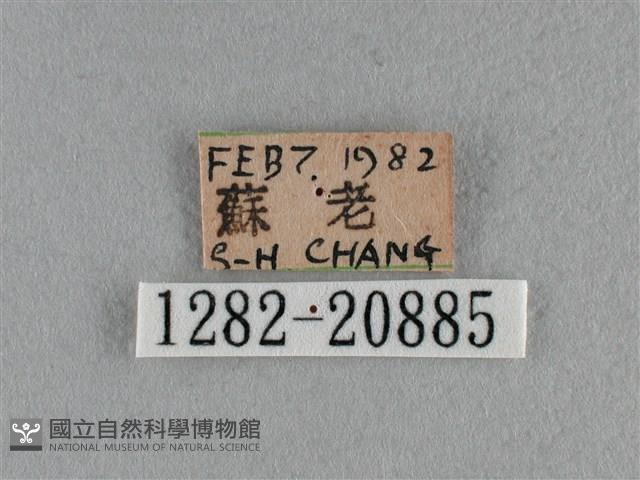 FEB 7. 1982
蘇 老
S-H CHANG
1282-20885
國立自然科學博物館
NATIONAL MUSEUM OF NATURAL SCIENCE